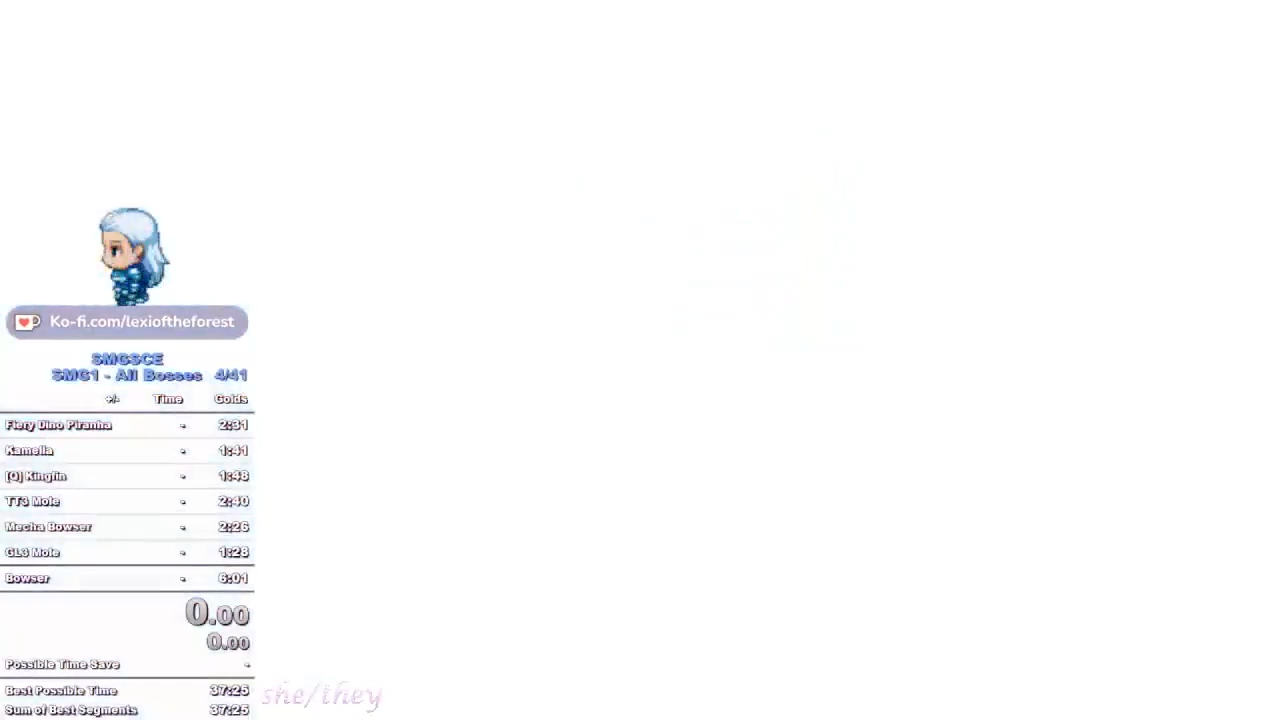 Ko-fi.com/lexioftheforest
SMGSCE
SMG1 - All Bosses 4/41
+/- Time Golds
Fiery Dino Piranha - 2:31
Kamella - 1:41
[Q] Kingfin - 1:48
TT3 Mole - 2:40
Mecha Bowser - 2:26
GL3 Mole - 1:28
Bowser - 6:01
0.00
0.00
Possible Time Save -
Best Possible Time 37:25
Sum of Best Segments 37:25
she/they